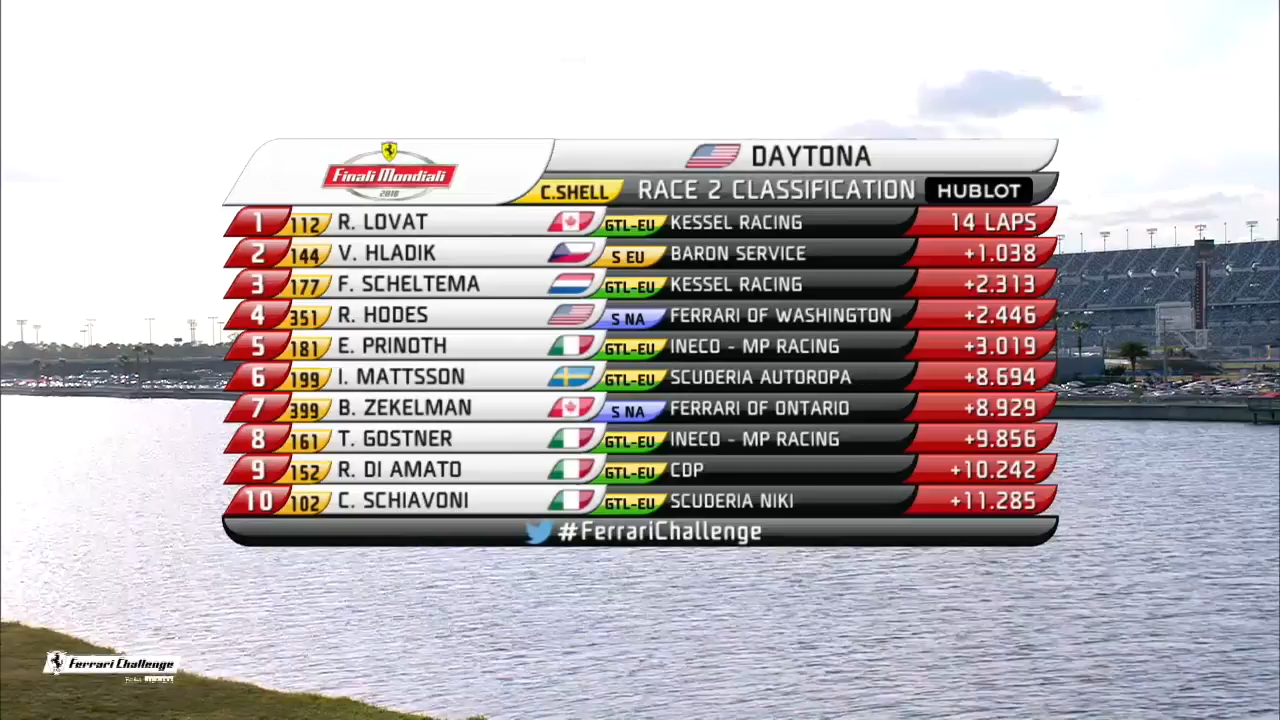 DAYTONA
Finali Mondiali
2016
C.SHELL RACE 2 CLASSIFICATION HUBLOT
1 112 R. LOVAT GTL-EU KESSEL RACING 14 LAPS
2 144 V. HLADIK S EU BARON SERVICE +1.038
3 177 F. SCHELTEMA GTL-EU KESSEL RACING +2.313
4 351 R. HODES S NA FERRARI OF WASHINGTON +2.446
5 181 E. PRINOTH GTL-EU INECO - MP RACING +3.019
6 199 I. MATTSSON GTL-EU SCUDERIA AUTOROPA +8.694
7 399 B. ZEKELMAN S NA FERRARI OF ONTARIO +8.929
8 161 T. GOSTNER GTL-EU INECO - MP RACING +9.856
9 152 R. DI AMATO GTL-EU CDP +10.242
10 102 C. SCHIAVONI GTL-EU SCUDERIA NIKI +11.285
#FerrariChallenge
Ferrari Challenge